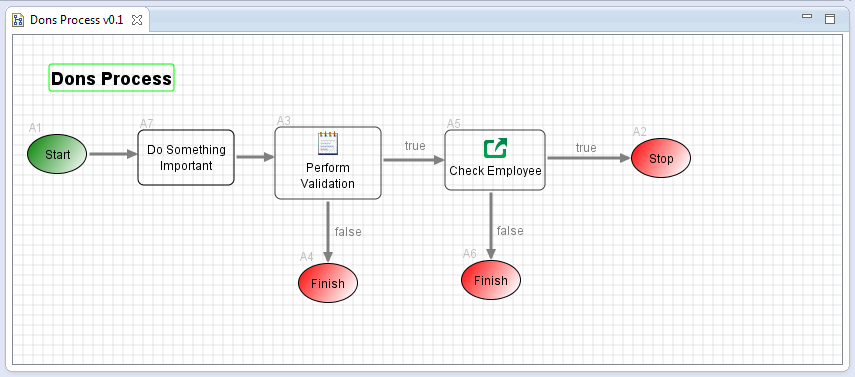 Dons Process v0.1
Dons Process
A1
Start
A7
Do Something
Important
A3
Perform
Validation
true
false
A4
Finish
A5
Check Employee
true
false
A6
Finish
A2
Stop